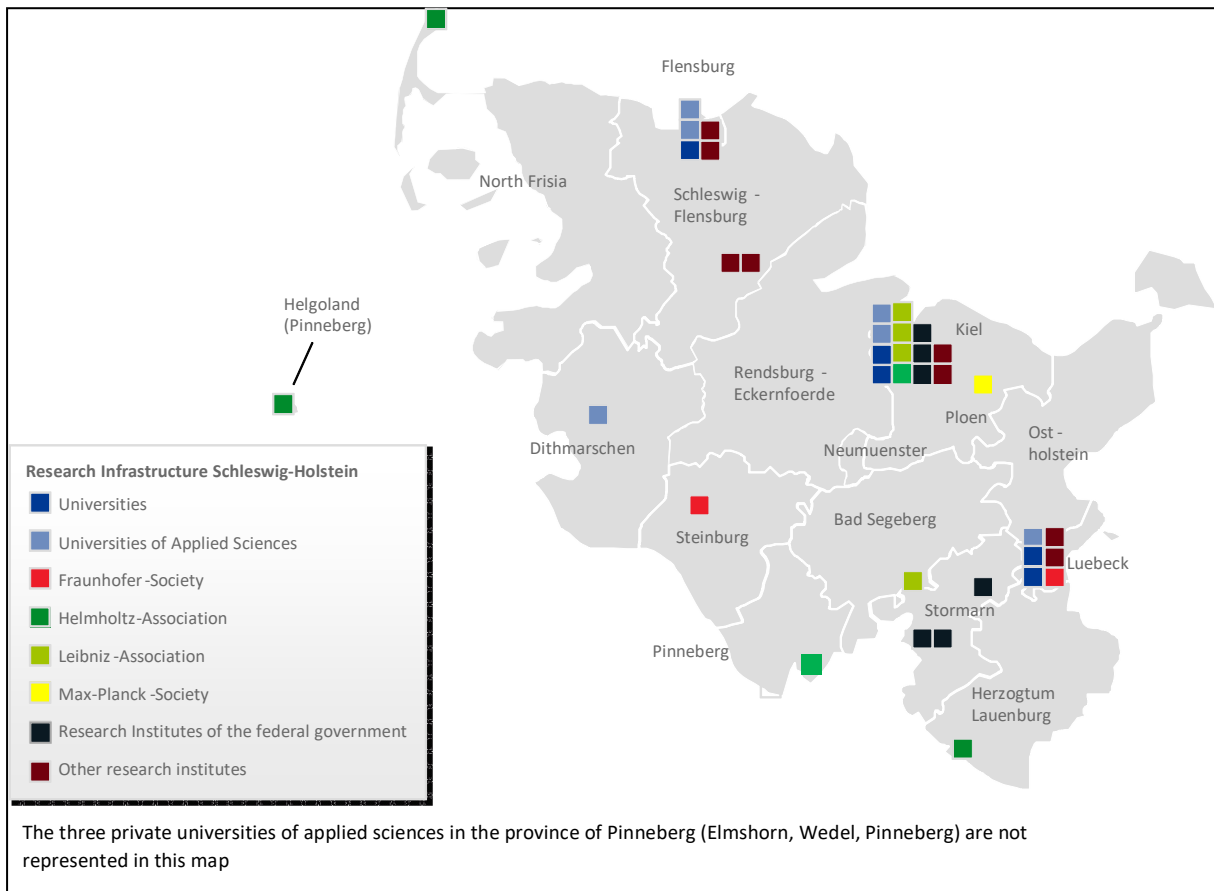 Flensburg
North Frisia
Schleswig -
Flensburg
Helgoland
(Pinneberg)
Kiel
Rendsburg -
Eckernfoerde
Ploen
Ost -
holstein
Dithmarschen
Neumuenster
Bad Segeberg
Steinburg
Luebeck
Stormarn
Pinneberg
Herzogtum
Lauenburg
Research Infrastructure Schleswig-Holstein
Universities
Universities of Applied Sciences
Fraunhofer -Society
Helmholtz-Association
Leibniz -Association
Max-Planck -Society
Research Institutes of the federal government
Other research institutes
The three private universities of applied sciences in the province of Pinneberg (Elmshorn, Wedel, Pinneberg) are not
represented in this map